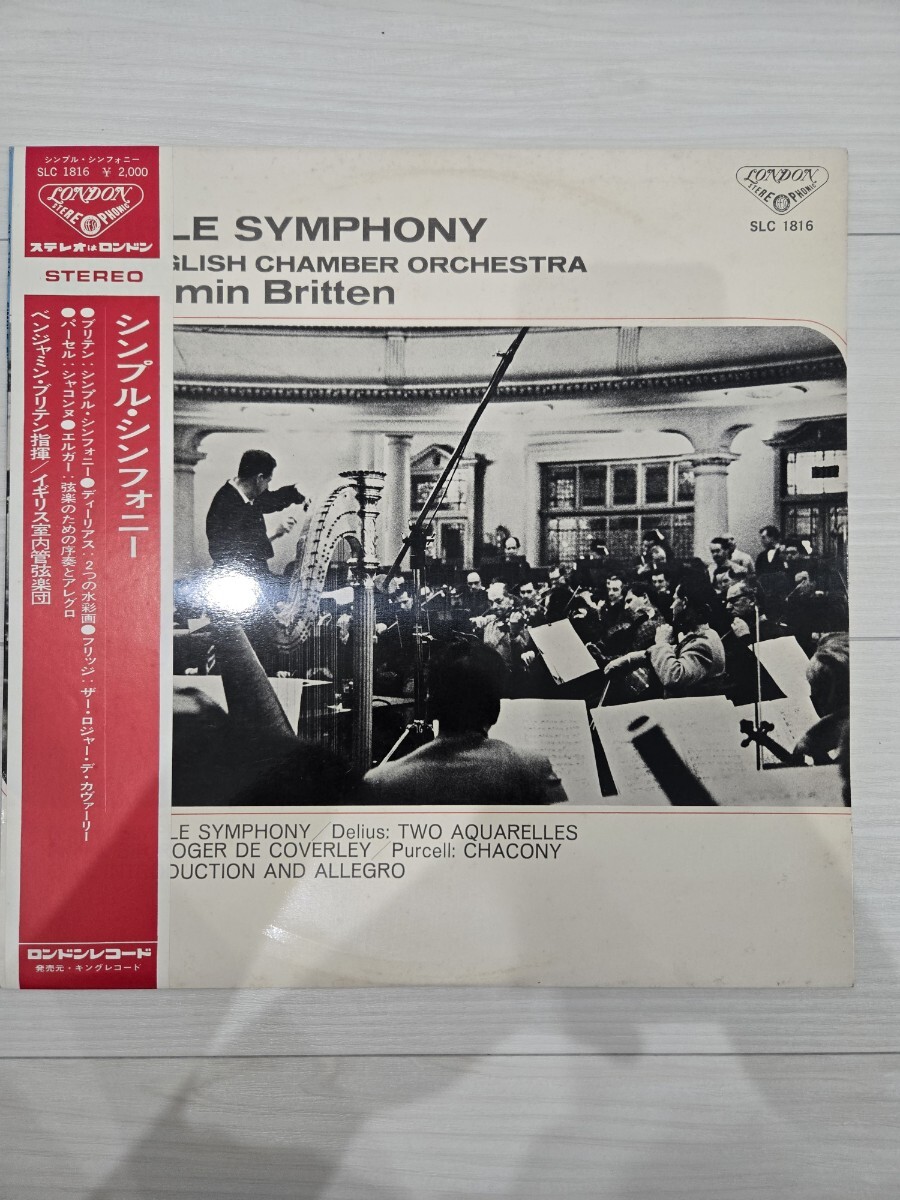 シンプル・シンフォニー
SLC 1816 ¥ 2,000
LONDON
STEREOPHONIC
ステレオはロンドン
STEREO
シンプル・シンフォニー
●ブリテン:シンプル・シンフォニー●ディーリアス:2つの水彩画●フリッジ:ザー・ロジャー・デ・カヴァーリー
●パーセル:シャコンヌ●エルガー:弦楽のための序奏とアレグロ
ベンジャミン・ブリテン指揮/イギリス室内管弦楽団
ロンドンレコード
発売元・キングレコード
LONDON
STEREOPHONIC
SLC 1816
LE SYMPHONY
GLISH CHAMBER ORCHESTRA
min Britten
LE SYMPHONY/Delius: TWO AQUARELLES
OGER DE COVERLEY/Purcell: CHACONY
DUCTION AND ALLEGRO